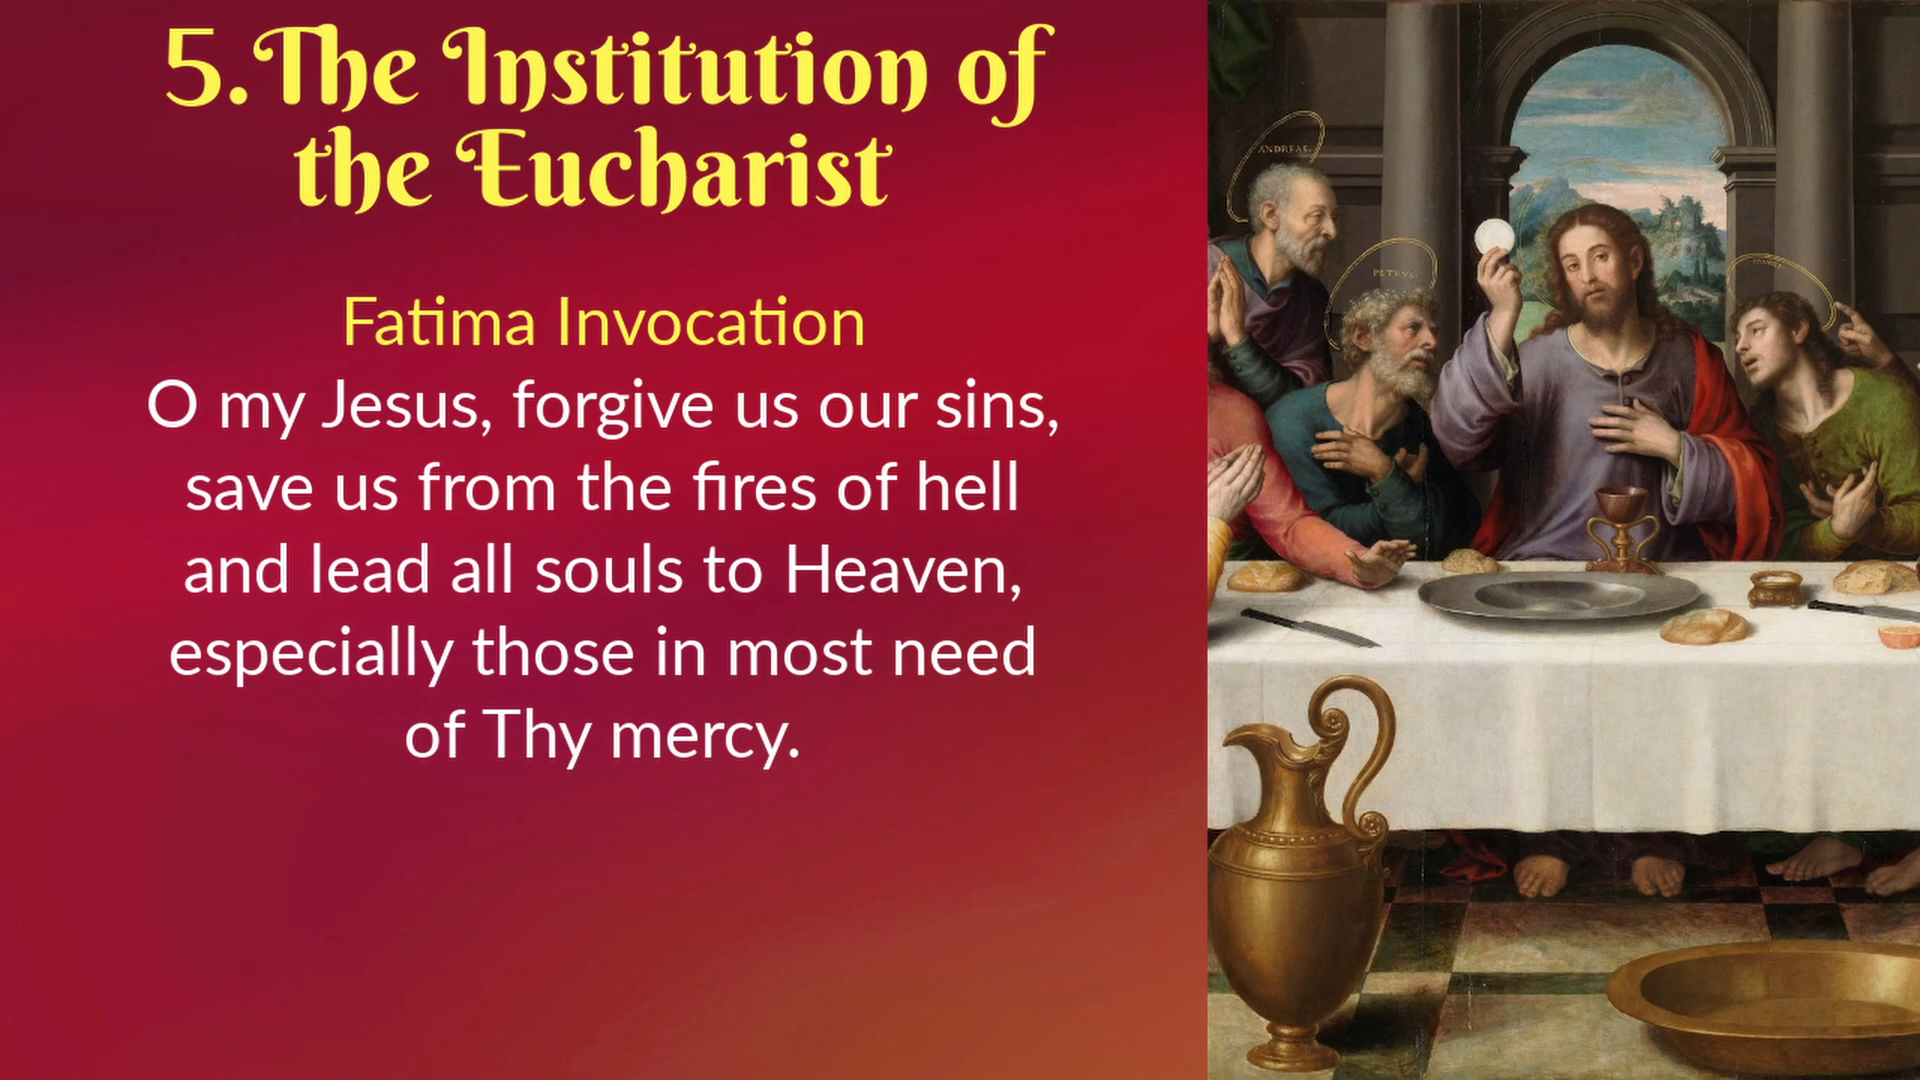 5.The Institution of
the Eucharist
Fatima Invocation
O my Jesus, forgive us our sins,
save us from the fires of hell
and lead all souls to Heaven,
especially those in most need
of Thy mercy.
ANDREAS
PETRVS